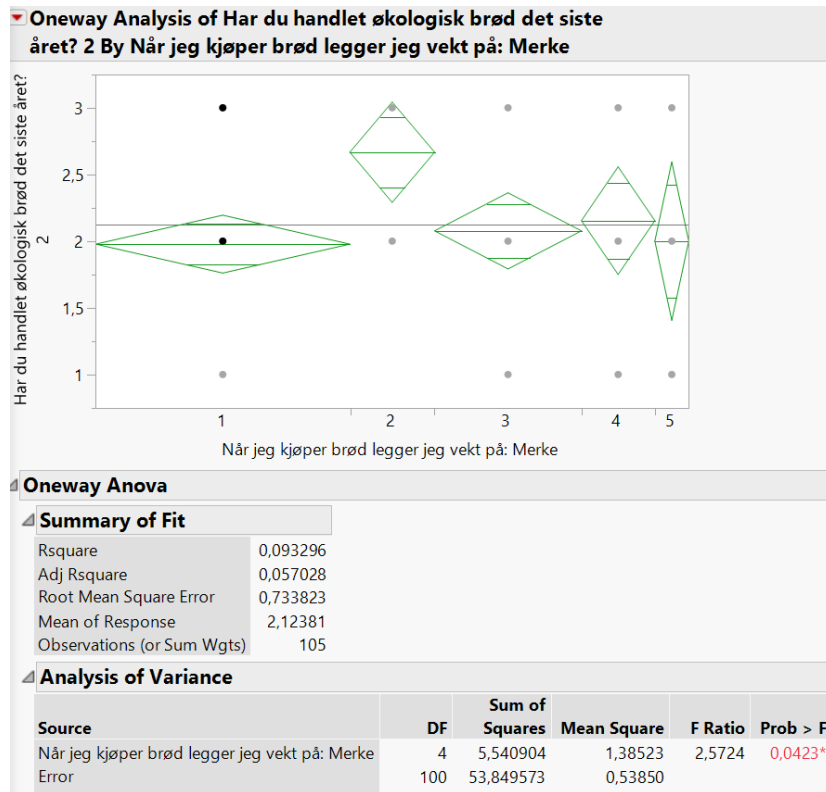 Oneway Analysis of Har du handlet økologisk brød det siste
året? 2 By Når jeg kjøper brød legger jeg vekt på: Merke
Har du handlet økologisk brød det siste året?
2
3
2,5
2
1,5
1
1 2 3 4 5
Når jeg kjøper brød legger jeg vekt på: Merke
Oneway Anova
Summary of Fit
Rsquare 0,093296
Adj Rsquare 0,057028
Root Mean Square Error 0,733823
Mean of Response 2,12381
Observations (or Sum Wgts) 105
Analysis of Variance
Sum of
Source DF Squares Mean Square F Ratio Prob > F
Når jeg kjøper brød legger jeg vekt på: Merke 4 5,540904 1,38523 2,5724 0,0423*
Error 100 53,849573 0,53850